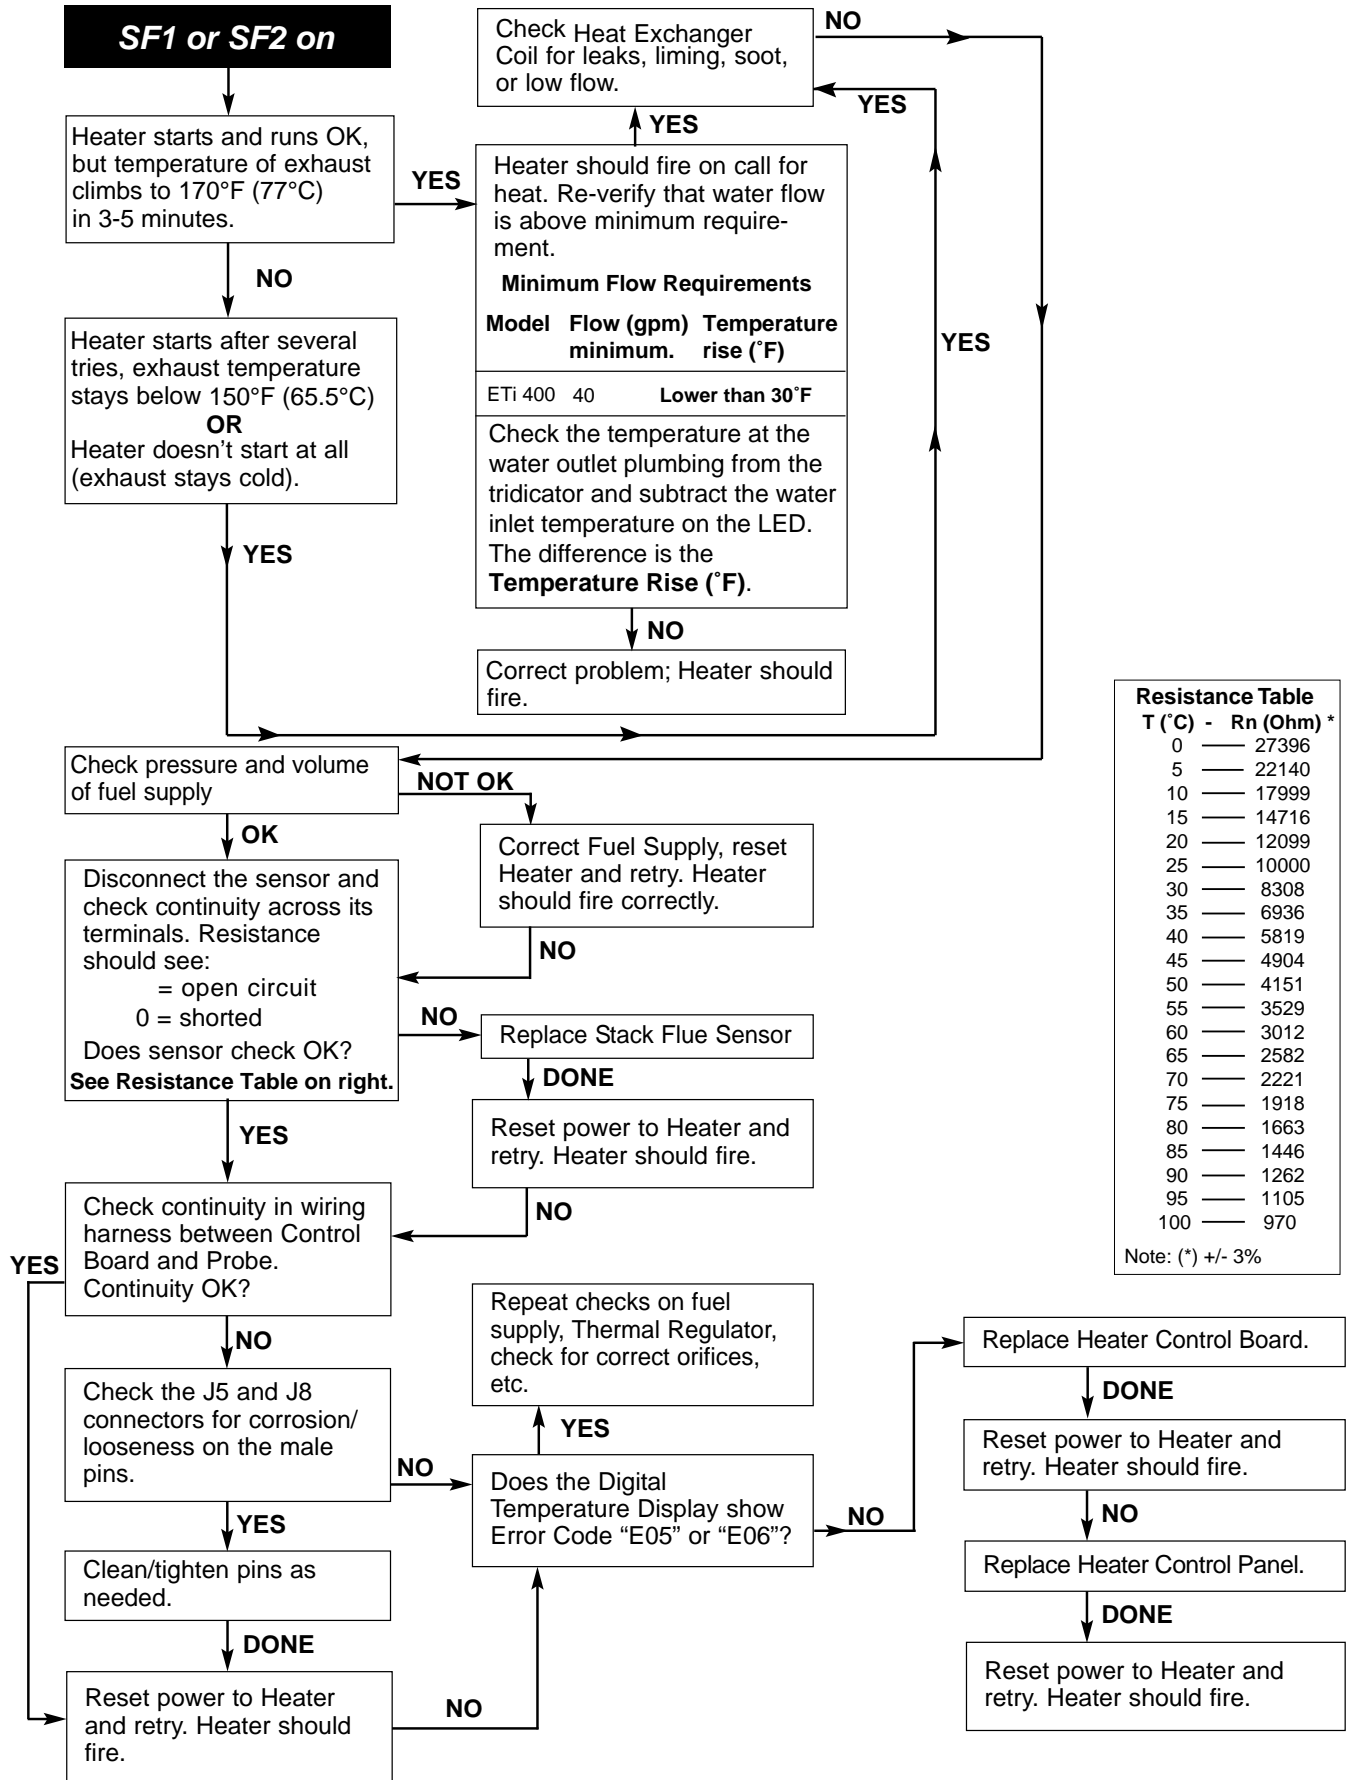 SF1 or SF2 on
Heater starts and runs OK,
but temperature of exhaust
climbs to 170°F (77°C)
in 3-5 minutes.
YES
NO
Check Heat Exchanger
Coil for leaks, liming, soot,
or low flow.
NO
YES
YES
Heater should fire on call for
heat. Re-verify that water flow
is above minimum require-
ment.
Minimum Flow Requirements
Model Flow (gpm) Temperature
minimum. rise (˚F)
ETi 400 40 Lower than 30˚F
Check the temperature at the
water outlet plumbing from the
tridicator and subtract the water
inlet temperature on the LED.
The difference is the
Temperature Rise (˚F).
NO
Correct problem; Heater should
fire.
YES
Heater starts after several
tries, exhaust temperature
stays below 150°F (65.5°C)
OR
Heater doesn't start at all
(exhaust stays cold).
YES
Check pressure and volume
of fuel supply
NOT OK
OK
Correct Fuel Supply, reset
Heater and retry. Heater
should fire correctly.
NO
Disconnect the sensor and
check continuity across its
terminals. Resistance
should see:
= open circuit
0 = shorted
Does sensor check OK?
See Resistance Table on right.
NO
Replace Stack Flue Sensor
DONE
Reset power to Heater and
retry. Heater should fire.
NO
YES
Check continuity in wiring
harness between Control
Board and Probe.
Continuity OK?
YES
NO
Check the J5 and J8
connectors for corrosion/
looseness on the male
pins.
NO
YES
Clean/tighten pins as
needed.
DONE
Reset power to Heater
and retry. Heater should
fire.
NO
Repeat checks on fuel
supply, Thermal Regulator,
check for correct orifices,
etc.
YES
Does the Digital
Temperature Display show
Error Code “E05” or “E06”?
NO
Replace Heater Control Board.
DONE
Reset power to Heater and
retry. Heater should fire.
NO
Replace Heater Control Panel.
DONE
Reset power to Heater and
retry. Heater should fire.
Resistance Table
T (˚C) - Rn (Ohm) *
0 — 27396
5 — 22140
10 — 17999
15 — 14716
20 — 12099
25 — 10000
30 — 8308
35 — 6936
40 — 5819
45 — 4904
50 — 4151
55 — 3529
60 — 3012
65 — 2582
70 — 2221
75 — 1918
80 — 1663
85 — 1446
90 — 1262
95 — 1105
100 — 970
Note: (*) +/- 3%